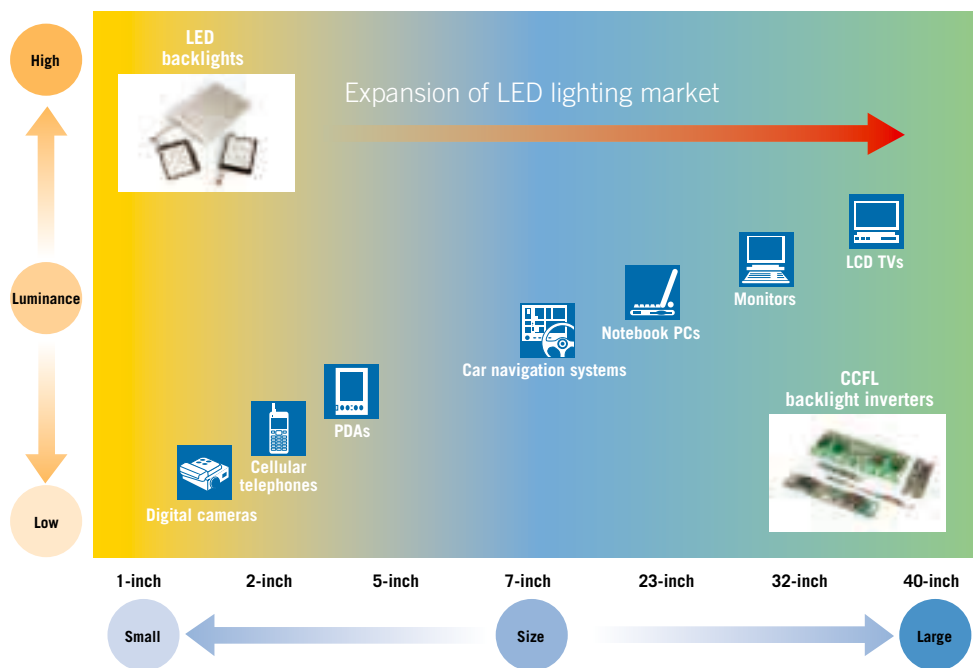 High
LED
backlights
Expansion of LED lighting market
LCD TVs
Luminance
Monitors
Notebook PCs
Car navigation systems
CCFL
backlight inverters
PDAs
Cellular
telephones
Digital cameras
Low
1-inch
2-inch
5-inch
7-inch
23-inch
32-inch
40-inch
Small
Size
Large